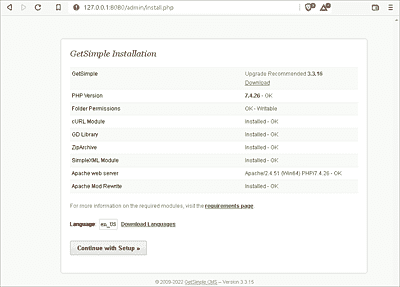 127.0.0.1:8080/admin/install.php
GetSimple Installation
GetSimple Upgrade Recommended 3.3.16
Download
PHP Version 7.4.26 - OK
Folder Permissions OK - Writable
cURL Module Installed - OK
GD Library Installed - OK
ZipArchive Installed - OK
SimpleXML Module Installed - OK
Apache web server Apache/2.4.51 (Win64) PHP/7.4.26 - OK
Apache Mod Rewrite Installed - OK
For more information on the required modules, visit the requirements page.
Language: en_US Download Languages
Continue with Setup »
© 2009-2022 GetSimple CMS – Version 3.3.15